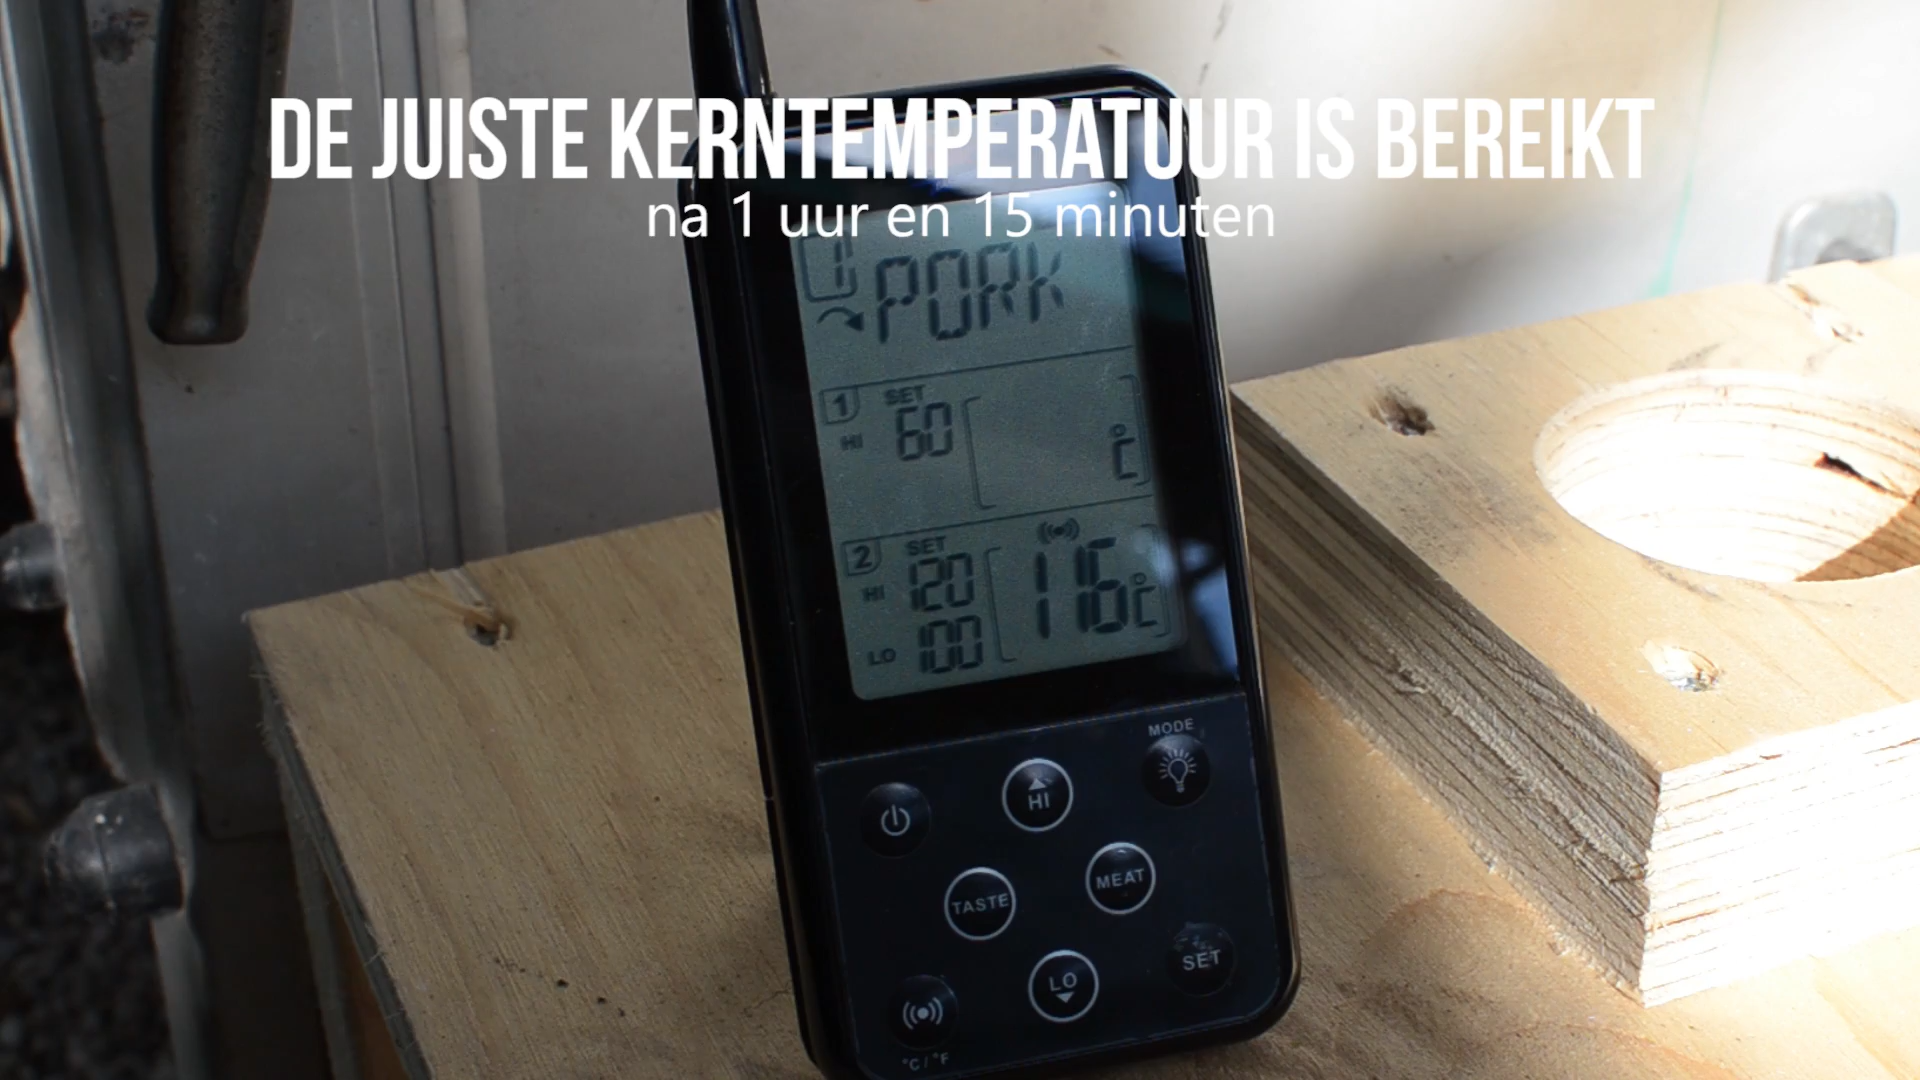 DE JUISTE KERNTEMPERATUUR IS BEREIKT
na 1 uur en 15 minuten
1 PORK
1 SET
HI 60 °C
2 SET
HI 120 116 °C
LO 100
MODE
HI
TASTE MEAT
LO SET
°C / °F